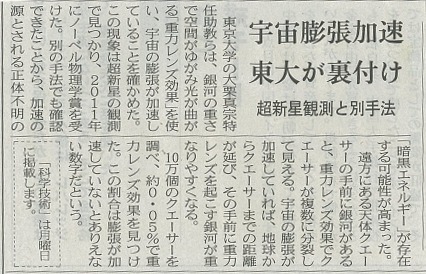 宇宙膨張加速
東大が裏付け
超新星観測と別手法
東京大学の大栗真宗特
任助教らは、銀河の重さ
で空間がゆがみ光が曲が
る「重力レンズ効果」を使
い、宇宙の膨張が加速し
ていることを確かめた。
この現象は超新星の観測
で見つかり、2011年
にノーベル物理学賞を受
けた。別の手法でも確認
できたことから、加速の
源とされる正体不明の
「暗黒エネルギー」が存在
する可能性が高まった。
遠方にある天体クエー
サーの手前に銀河がある
と、重力レンズ効果でク
エーサーが複数に分裂し
て見える。宇宙の膨張が
加速していれば、地球か
らクエーサーまでの距離
が延び、その手前に重力
レンズを起こす銀河が重
なりやすくなる。
10万個のクエーサーを
調べ、約0・05%で重
力レンズ効果を見つけ
た。この割合は膨張が加
速していないとありえな
い数字だという。
「科学技術」は月曜日
に掲載します。